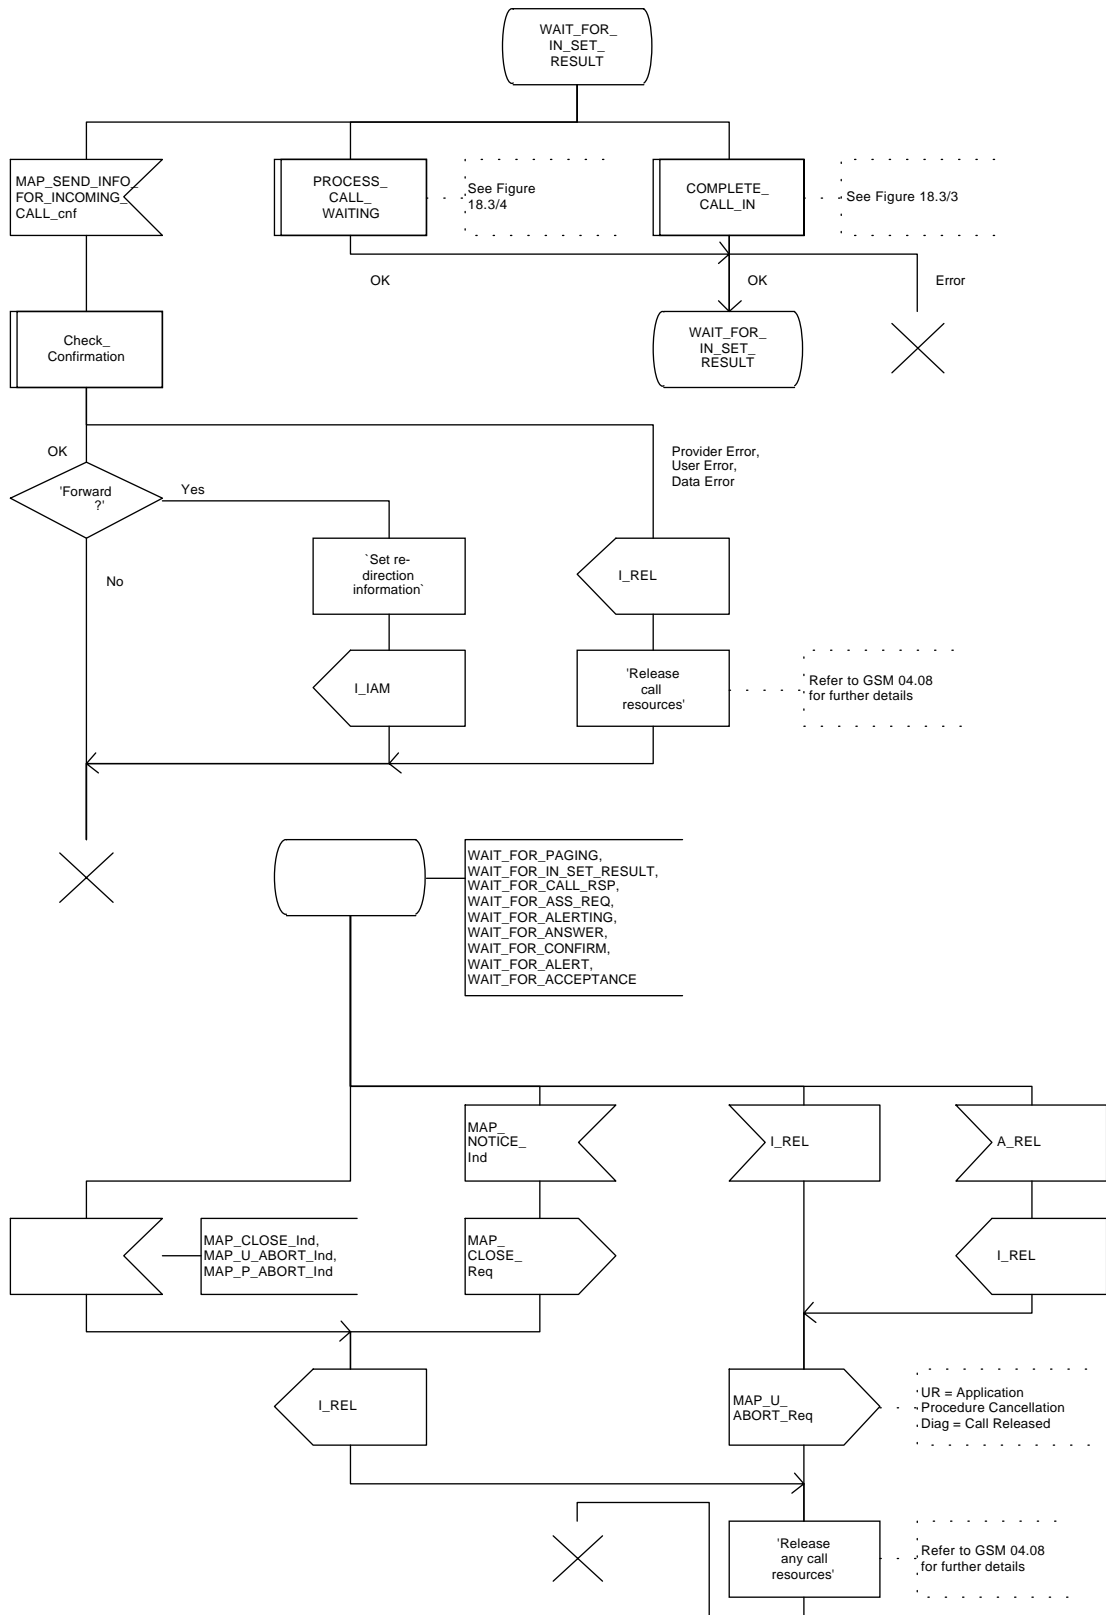 WAIT_FOR_
IN_SET_
RESULT
MAP_SEND_INFO_
FOR_INCOMING_
CALL_cnf
PROCESS_
CALL_
WAITING
See Figure
18.3/4
COMPLETE_
CALL_IN
See Figure 18.3/3
OK
OK
Error
Check_
Confirmation
WAIT_FOR_
IN_SET_
RESULT
OK
Provider Error,
User Error,
Data Error
'Forward
?'
Yes
No
`Set re-
direction
information`
I_REL
I_IAM
'Release
call
resources'
Refer to GSM 04.08
for further details
WAIT_FOR_PAGING,
WAIT_FOR_IN_SET_RESULT,
WAIT_FOR_CALL_RSP,
WAIT_FOR_ASS_REQ,
WAIT_FOR_ALERTING,
WAIT_FOR_ANSWER,
WAIT_FOR_CONFIRM,
WAIT_FOR_ALERT,
WAIT_FOR_ACCEPTANCE
MAP_
NOTICE_
Ind
I_REL
A_REL
MAP_CLOSE_Ind,
MAP_U_ABORT_Ind,
MAP_P_ABORT_Ind
MAP_
CLOSE_
Req
I_REL
I_REL
MAP_U_
ABORT_Req
UR = Application
Procedure Cancellation
Diag = Call Released
'Release
any call
resources'
Refer to GSM 04.08
for further details